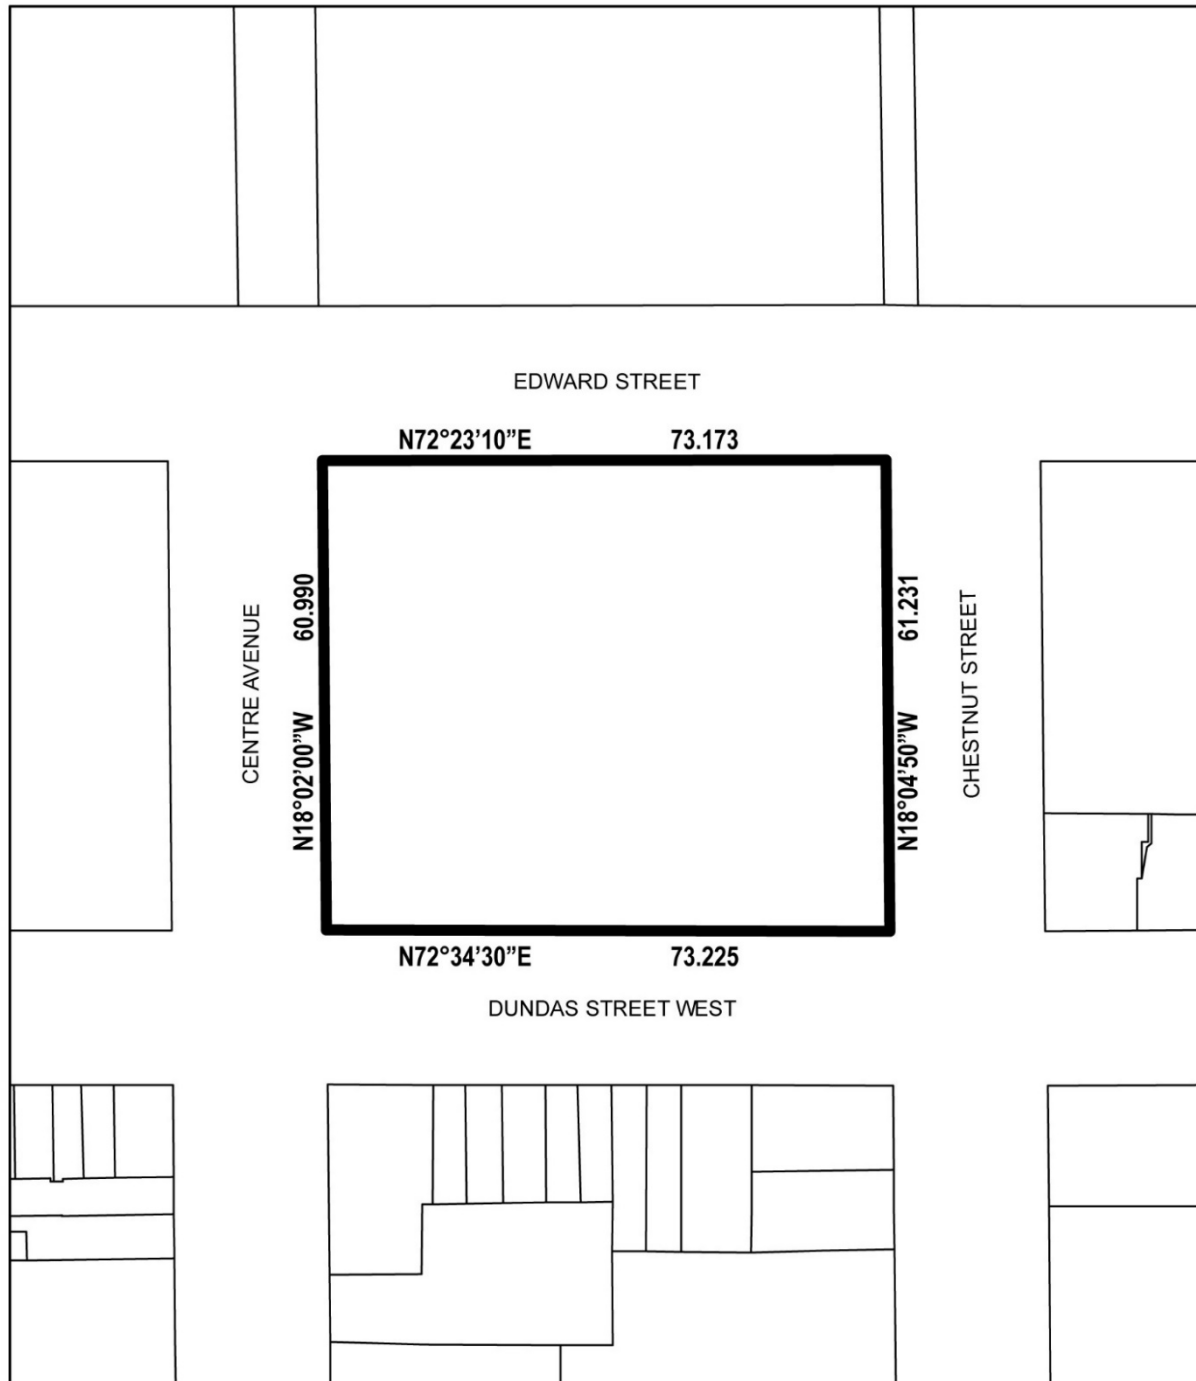 EDWARD STREET
N72°23’10”E 73.173
CENTRE AVENUE
N18°02’00”W 60.990
N18°04’50”W 61.231
CHESTNUT STREET
N72°34’30”E 73.225
DUNDAS STREET WEST